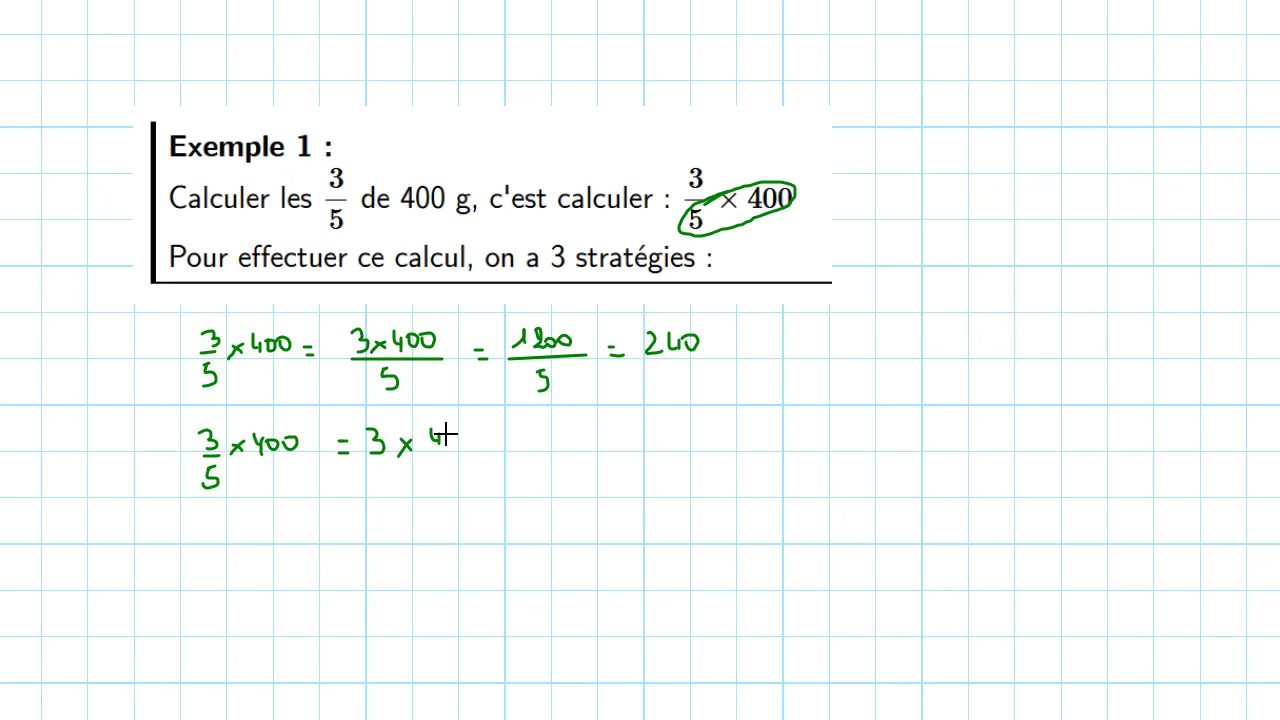 Exemple 1 :
Calculer les 3/5 de 400 g, c'est calculer : 3/5 × 400
Pour effectuer ce calcul, on a 3 stratégies :
3/5 × 400 = 3×400/5 = 1200/5 = 240
3/5 × 400 = 3 × 4